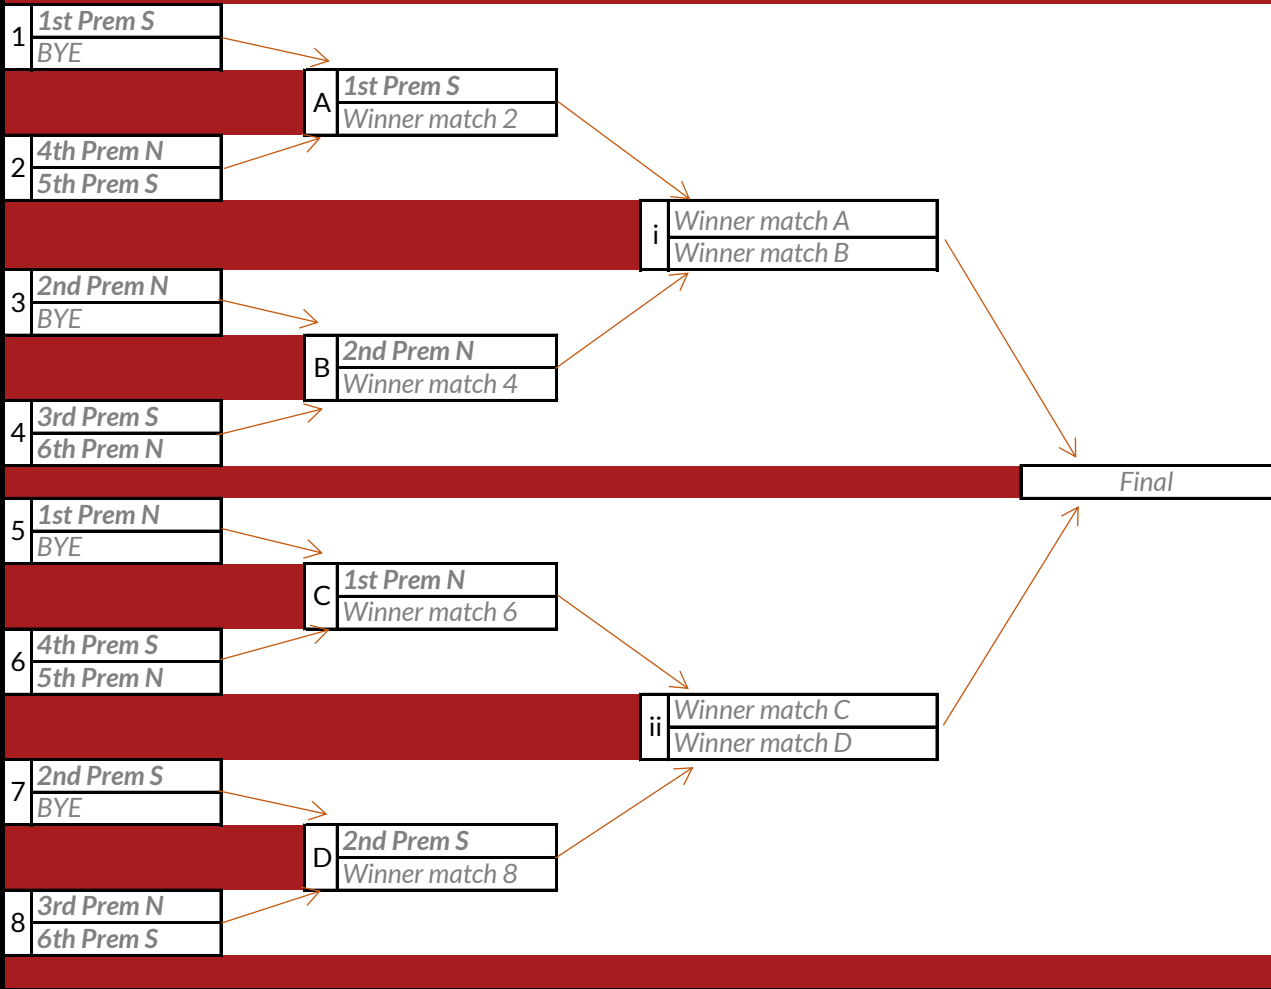 1
1st Prem S
BYE
A
1st Prem S
Winner match 2
2
4th Prem N
5th Prem S
i
Winner match A
Winner match B
3
2nd Prem N
BYE
B
2nd Prem N
Winner match 4
4
3rd Prem S
6th Prem N
Final
5
1st Prem N
BYE
C
1st Prem N
Winner match 6
6
4th Prem S
5th Prem N
ii
Winner match C
Winner match D
7
2nd Prem S
BYE
D
2nd Prem S
Winner match 8
8
3rd Prem N
6th Prem S